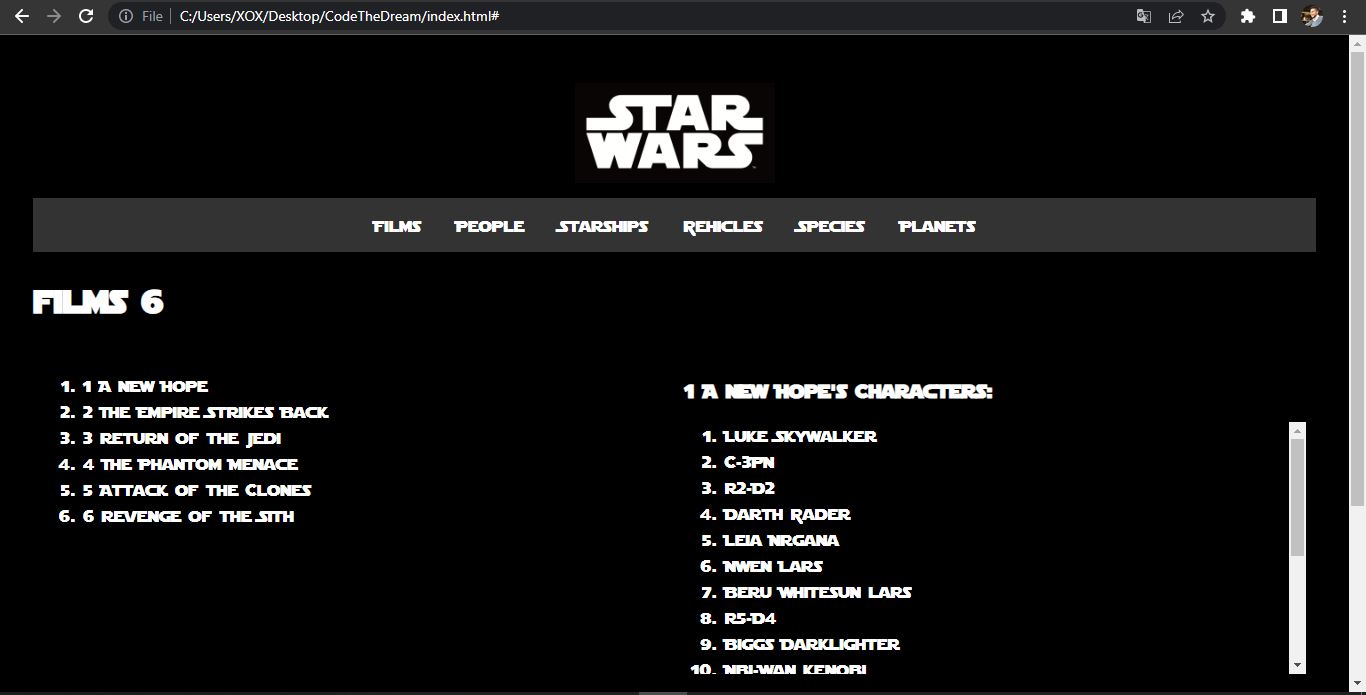 File C:/Users/XOX/Desktop/CodeTheDream/index.html#
STAR
WARS
Films People Starships Rehicles Species Planets
Films 6
1. 1 A new Hope
2. 2 The Empire Strikes Back
3. 3 Return of the Jedi
4. 4 The Phantom Menace
5. 5 Attack of the Clones
6. 6 Revenge of the Sith
1 A new Hope's characters:
1. Luke Skywalker
2. C-3PN
3. R2-D2
4. Darth Rader
5. Leia Nrgana
6. Nwen Lars
7. Beru Whitesun Lars
8. R5-D4
9. Biggs Darklighter
10. Nbi-Wan Kenobi